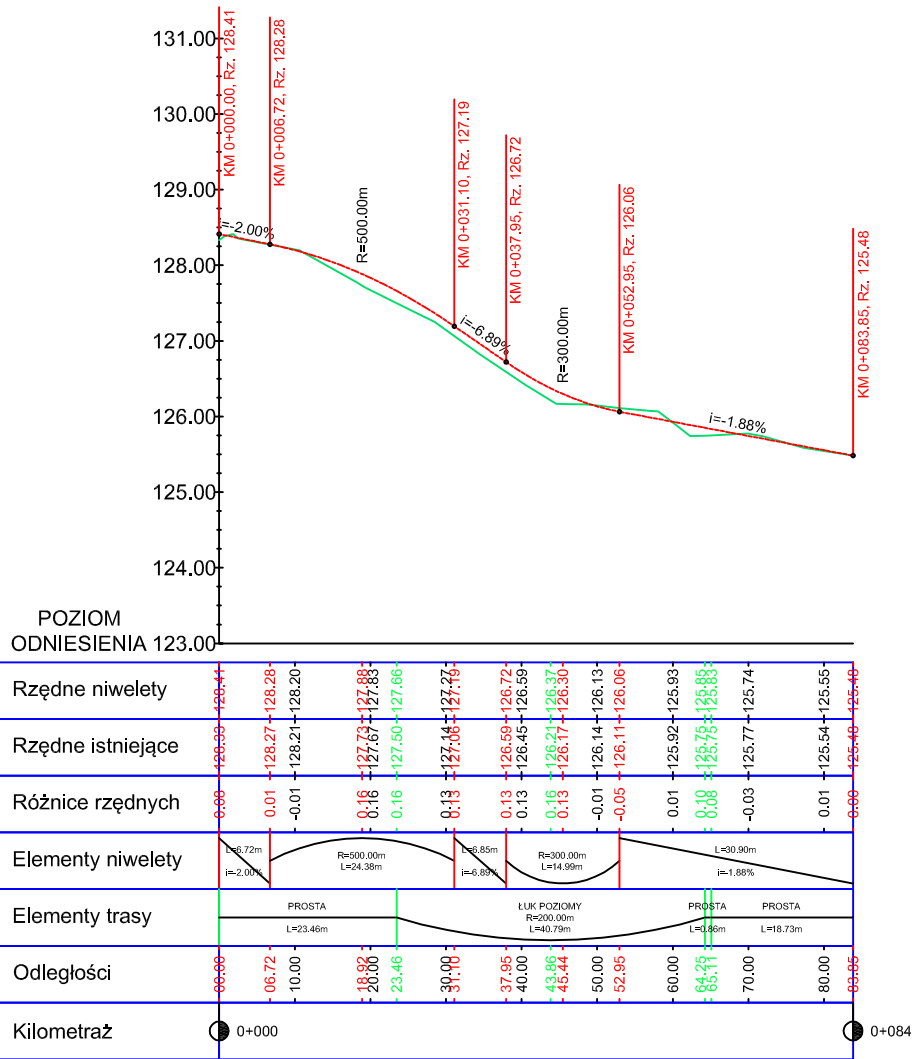 131.00
130.00
129.00
128.00
127.00
126.00
125.00
124.00
POZIOM
ODNIESIENIA 123.00
KM 0+000.00, Rz. 128.41
KM 0+006.72, Rz. 128.28
KM 0+031.10, Rz. 127.19
KM 0+037.95, Rz. 126.72
KM 0+052.95, Rz. 126.06
KM 0+083.85, Rz. 125.48
i=-2.00%
R=500.00m
i=-6.89%
R=300.00m
i=-1.88%
Rzędne niwelety
128.41 128.28 128.20 127.88 127.83 127.66 127.27 127.19 126.72 126.59 126.37 126.30 126.13 126.06 125.93 125.85 125.83 125.74 125.55 125.48
Rzędne istniejące
128.33 128.27 128.21 127.73 127.67 127.50 127.14 127.06 126.59 126.45 126.21 126.17 126.14 126.11 125.92 125.75 125.75 125.77 125.54 125.48
Różnice rzędnych
0.08 0.01 -0.01 0.16 0.16 0.16 0.13 0.13 0.13 0.13 0.16 0.13 -0.01 -0.05 0.01 0.10 0.08 -0.03 0.01 0.00
Elementy niwelety
L=6.72m
i=-2.00%
R=500.00m
L=24.38m
L=6.85m
i=-6.89%
R=300.00m
L=14.99m
L=30.90m
i=-1.88%
Elementy trasy
PROSTA
L=23.46m
ŁUK POZIOMY
R=200.00m
L=40.79m
PROSTA
L=0.86m
PROSTA
L=18.73m
Odległości
00.00 06.72 10.00 18.92 20.00 23.46 30.00 31.10 37.95 40.00 43.86 45.44 50.00 52.95 60.00 64.25 65.11 70.00 80.00 83.85
Kilometraż
0+000
0+084